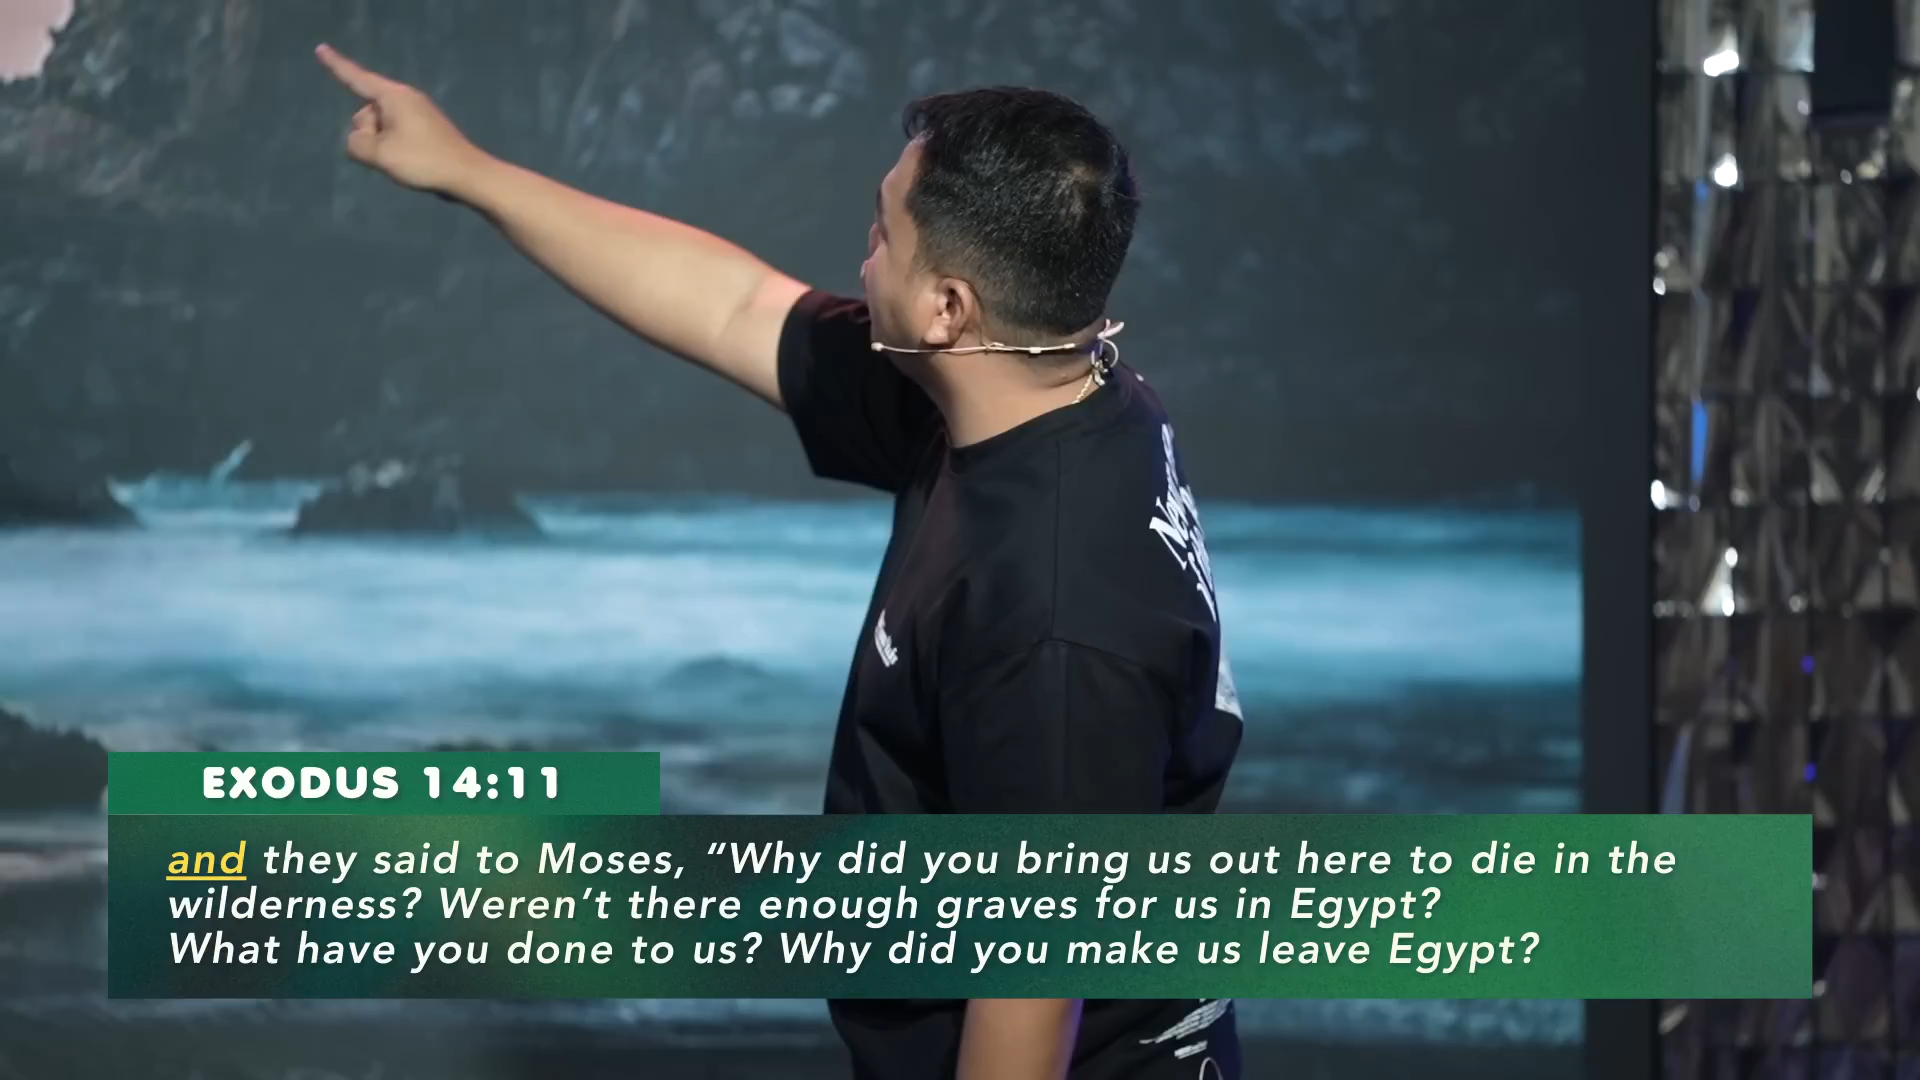 EXODUS 14:11
and they said to Moses, “Why did you bring us out here to die in the
wilderness? Weren’t there enough graves for us in Egypt?
What have you done to us? Why did you make us leave Egypt?